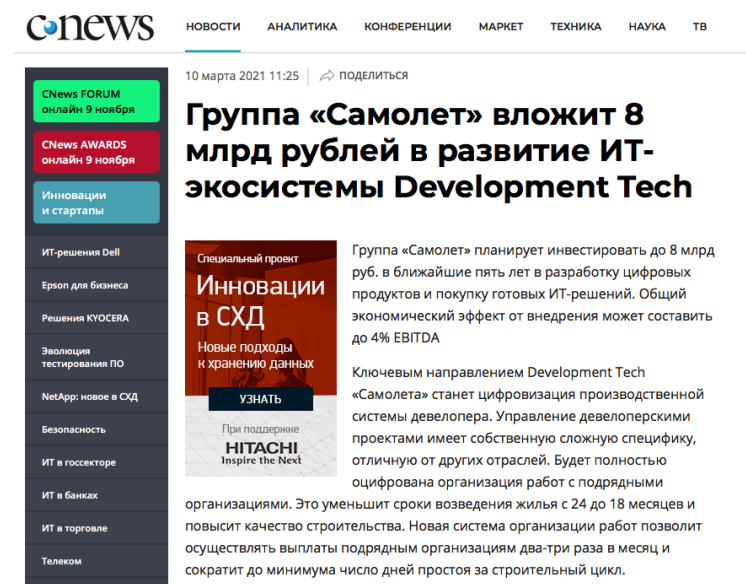 cnews
НОВОСТИ АНАЛИТИКА КОНФЕРЕНЦИИ МАРКЕТ ТЕХНИКА НАУКА ТВ
CNews FORUM
онлайн 9 ноября
CNews AWARDS
онлайн 9 ноября
Инновации
и стартапы
ИТ-решения Dell
Epson для бизнеса
Решения KYOCERA
Эволюция
тестирования ПО
NetApp: новое в СХД
Безопасность
ИТ в госсекторе
ИТ в банках
ИТ в торговле
Телеком
10 марта 2021 11:25
ПОДЕЛИТЬСЯ
Группа «Самолет» вложит 8
млрд рублей в развитие ИТ-
экосистемы Development Tech
Специальный проект
Инновации
в СХД
Новые подходы
к хранению данных
УЗНАТЬ
При поддержке
HITACHI
Inspire the Next
Группа «Самолет» планирует инвестировать до 8 млрд
руб. в ближайшие пять лет в разработку цифровых
продуктов и покупку готовых ИТ-решений. Общий
экономический эффект от внедрения может составить
до 4% EBITDA
Ключевым направлением Development Tech
«Самолета» станет цифровизация производственной
системы девелопера. Управление девелоперскими
проектами имеет собственную сложную специфику,
отличную от других отраслей. Будет полностью
оцифрована организация работ с подрядными
организациями. Это уменьшит сроки возведения жилья с 24 до 18 месяцев и
повысит качество строительства. Новая система организации работ позволит
осуществлять выплаты подрядным организациям два-три раза в месяц и
сократит до минимума число дней простоя за строительный цикл.